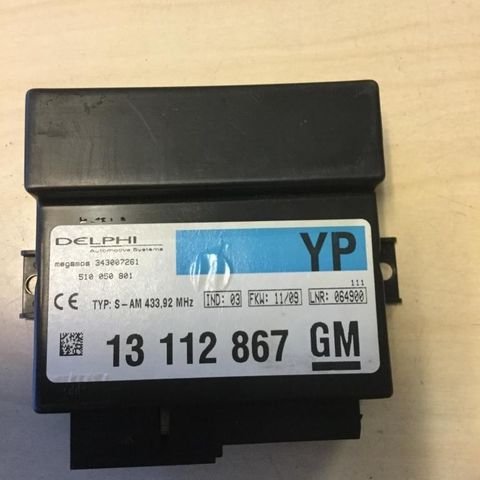 DELPHI
Automotive Systems
YP
megamos 343007261
510 050 801
111
CE TYP: S-AM 433,92 MHz IND: 03 FKW: 11/09 LNR: 064900
13 112 867 GM